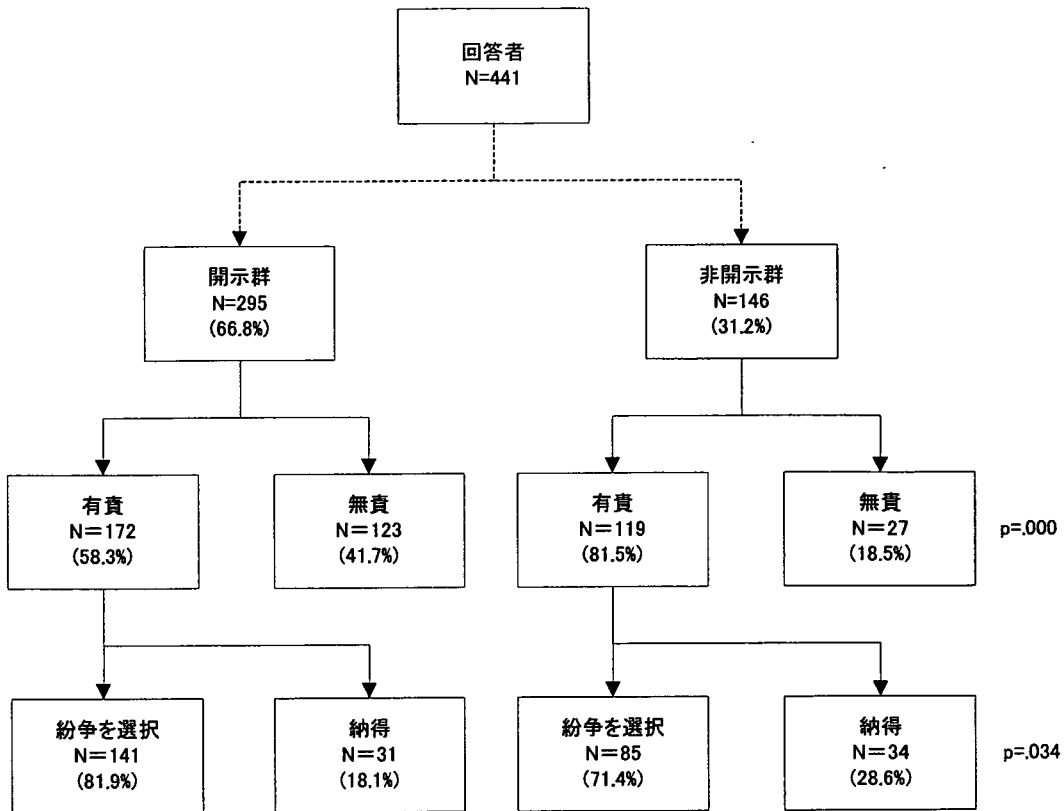 回答者
N=441
開示群
N=295
(66.8%)
非開示群
N=146
(31.2%)
有責
N=172
(58.3%)
無責
N=123
(41.7%)
有責
N=119
(81.5%)
無責
N=27
(18.5%)
p=.000
紛争を選択
N=141
(81.9%)
納得
N=31
(18.1%)
紛争を選択
N=85
(71.4%)
納得
N=34
(28.6%)
p=.034